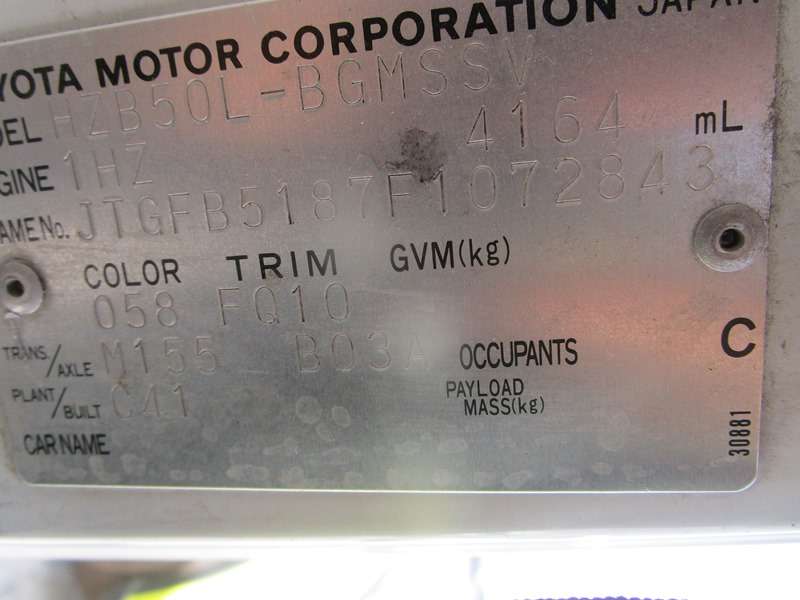 YOTA MOTOR CORPORATION JAPAN
DEL HZB50L-BGMSSV
GINE 1HZ 4164 mL
AME No. JTGFB5187F1072843
COLOR TRIM GVM(kg)
058 FQ10
TRANS./AXLE M155 B03A OCCUPANTS C
PLANT/BUILT C41 PAYLOAD MASS(kg)
CAR NAME
30881